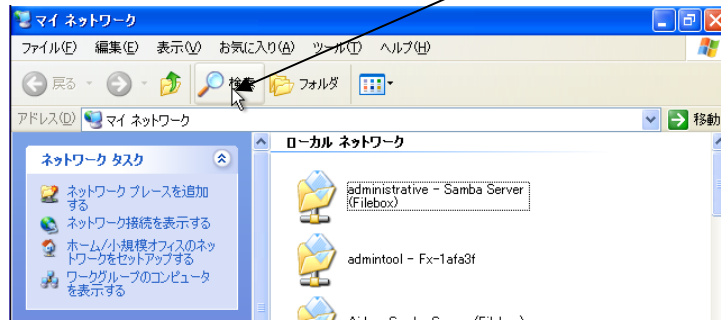 マイ ネットワーク
ファイル(F) 編集(E) 表示(V) お気に入り(A) ツール(T) ヘルプ(H)
戻る 検索 フォルダ
アドレス(D) マイ ネットワーク 移動
ネットワーク タスク
ネットワーク プレースを追加
する
ネットワーク接続を表示する
ホーム/小規模オフィスのネッ
トワークをセットアップする
ワークグループのコンピュータ
を表示する
ローカル ネットワーク
administrative - Samba Server
(Filebox)
admintool - Fx-1afa3f